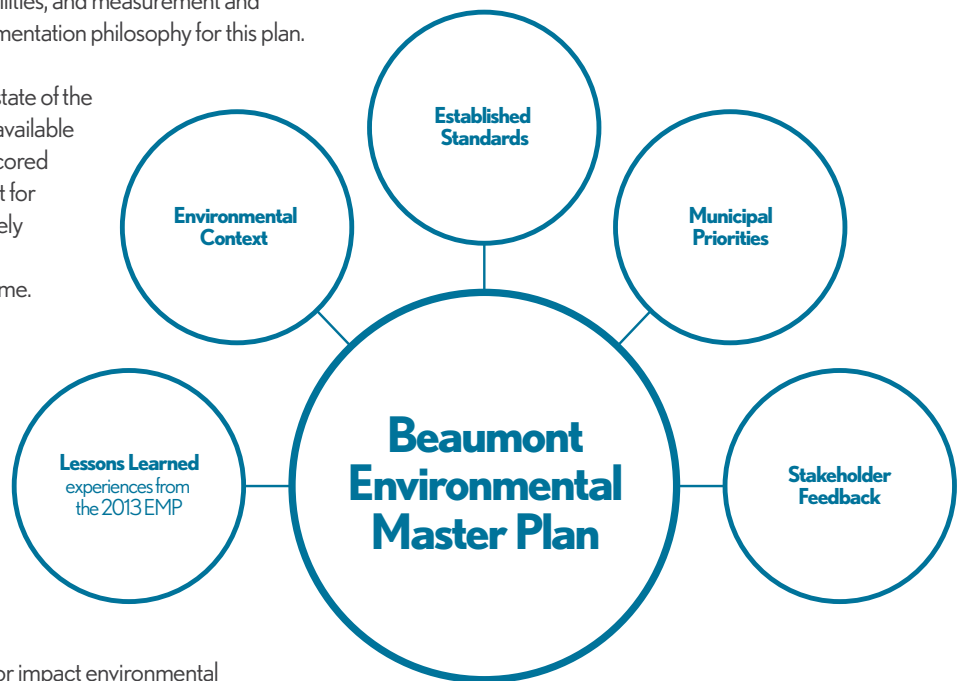 ilities, and measurement and
mentation philosophy for this plan.
state of the
available
cored
t for
ely
me.
Established
Standards
Environmental
Context
Municipal
Priorities
Lessons Learned
experiences from
the 2013 EMP
Beaumont
Environmental
Master Plan
Stakeholder
Feedback
or impact environmental